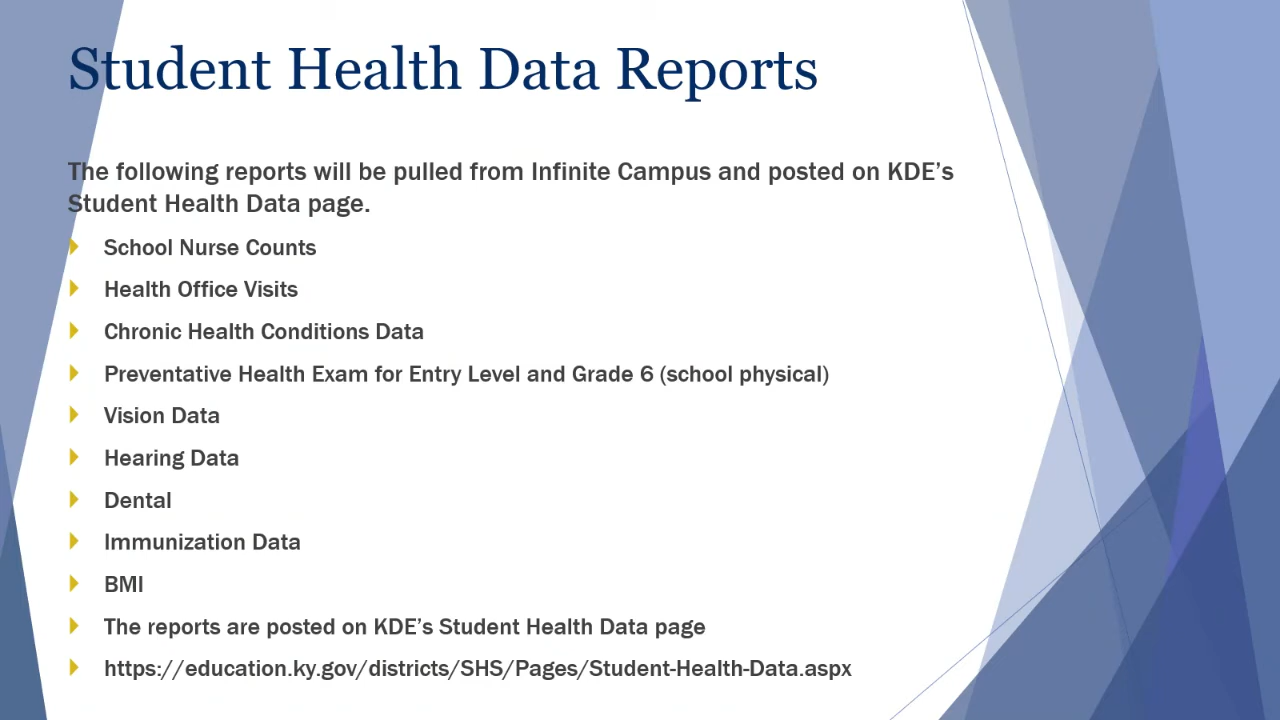 Student Health Data Reports
The following reports will be pulled from Infinite Campus and posted on KDE’s
Student Health Data page.
School Nurse Counts
Health Office Visits
Chronic Health Conditions Data
Preventative Health Exam for Entry Level and Grade 6 (school physical)
Vision Data
Hearing Data
Dental
Immunization Data
BMI
The reports are posted on KDE’s Student Health Data page
https://education.ky.gov/districts/SHS/Pages/Student-Health-Data.aspx